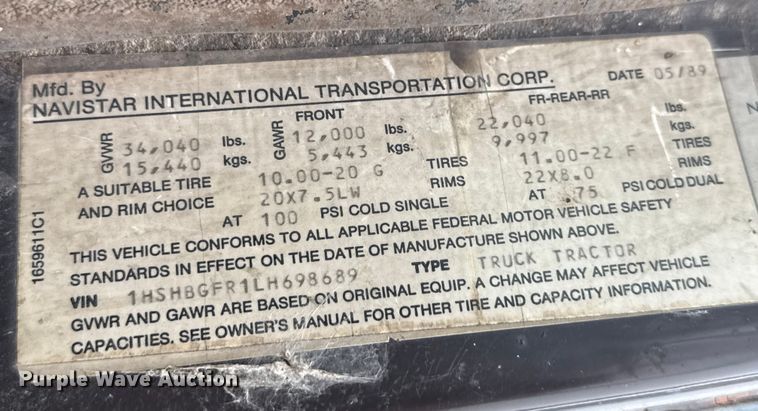 Mfd. By
NAVISTAR INTERNATIONAL TRANSPORTATION CORP. DATE 05/89
FRONT FR-REAR-RR
GVWR 34,040 lbs. GAWR 12,000 lbs. 22,040 lbs.
15,440 kgs. 5,443 kgs. 9,997 kgs.
A SUITABLE TIRE 10.00-20 G TIRES 11.00-22 F TIRES
AND RIM CHOICE 20X7.5LW RIMS 22X8.0 RIMS
AT 100 PSI COLD SINGLE AT 75 PSI COLD DUAL
THIS VEHICLE CONFORMS TO ALL APPLICABLE FEDERAL MOTOR VEHICLE SAFETY
STANDARDS IN EFFECT ON THE DATE OF MANUFACTURE SHOWN ABOVE.
VIN 1HSHBGFR1LH698689 TYPE TRUCK TRACTOR
GVWR AND GAWR ARE BASED ON ORIGINAL EQUIP. A CHANGE MAY AFFECT VEHICLE
CAPACITIES. SEE OWNER'S MANUAL FOR OTHER TIRE AND CAPACITY INFORMATION.
1659611C1
N
Purple Wave Auction